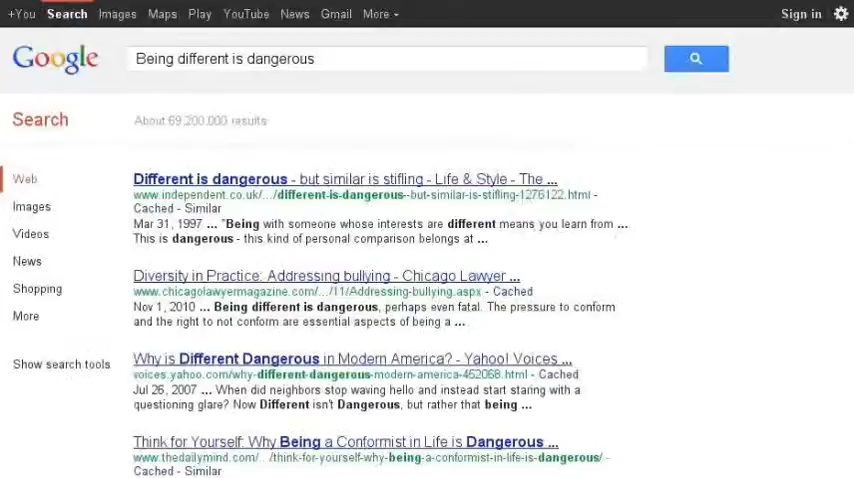 +You Search Images Maps Play YouTube News Gmail More Sign in
Google Being different is dangerous
Search About 69,200,000 results
Web
Images
Videos
News
Shopping
More
Show search tools
Different is dangerous - but similar is stifling - Life & Style - The ...
www.independent.co.uk/.../different-is-dangerous--but-similar-is-stifling-1276122.html -
Cached - Similar
Mar 31, 1997 ... "Being with someone whose interests are different means you learn from ...
This is dangerous - this kind of personal comparison belongs at ...
Diversity in Practice: Addressing bullying - Chicago Lawyer ...
www.chicagolawyermagazine.com/.../11/Addressing-bullying.aspx - Cached
Nov 1, 2010 ... Being different is dangerous, perhaps even fatal. The pressure to conform
and the right to not conform are essential aspects of being a ...
Why is Different Dangerous in Modern America? - Yahoo! Voices ...
voices.yahoo.com/why-different-dangerous-modern-america-452068.html - Cached
Jul 26, 2007 ... When did neighbors stop waving hello and instead start staring with a
questioning glare? Now Different isn't Dangerous, but rather that being ...
Think for Yourself: Why Being a Conformist in Life is Dangerous ...
www.thedailymind.com/.../think-for-yourself-why-being-a-conformist-in-life-is-dangerous/ -
Cached - Similar